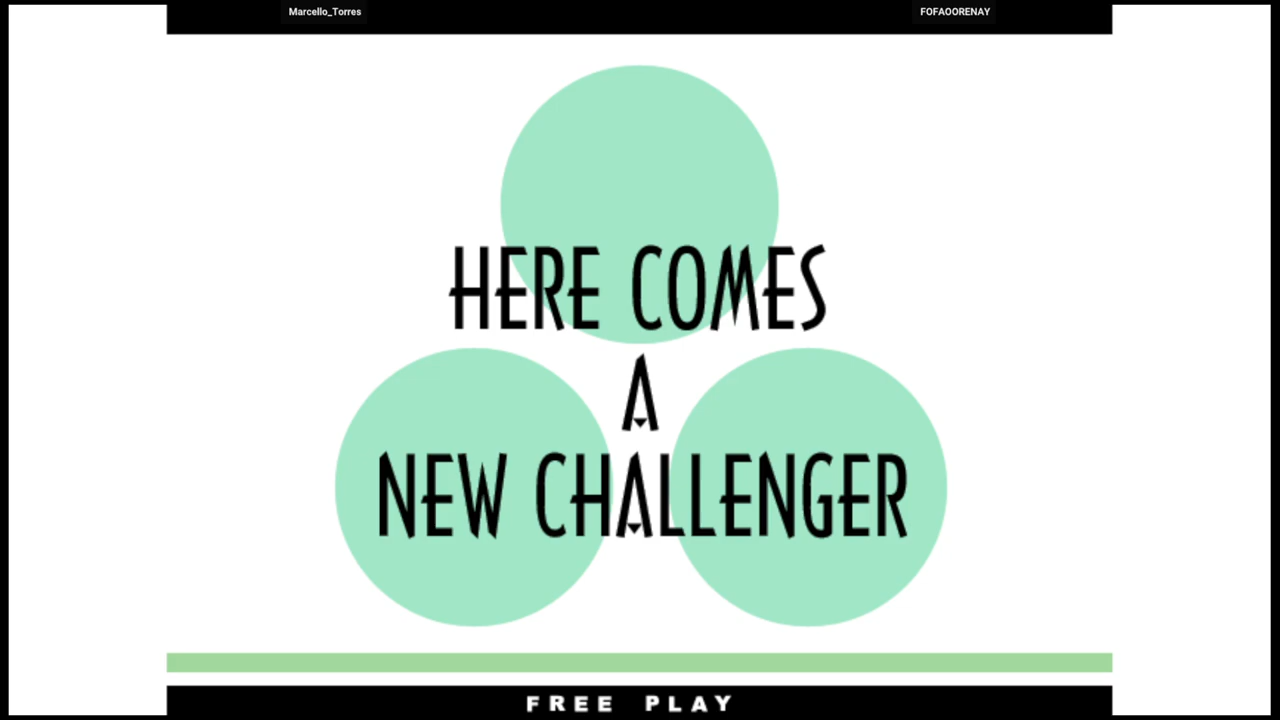 Marcello_Torres
FOFAOORENAY
HERE COMES
A
NEW CHALLENGER
FREE PLAY